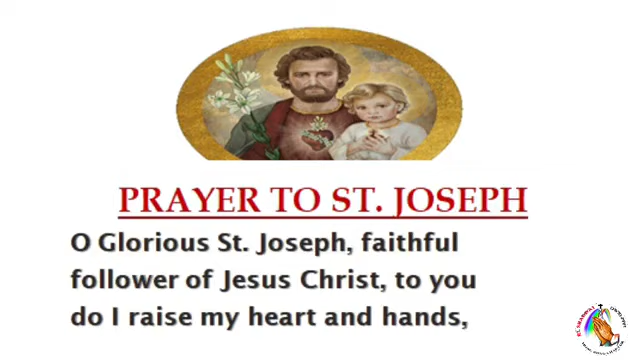 PRAYER TO ST. JOSEPH
O Glorious St. Joseph, faithful
follower of Jesus Christ, to you
do I raise my heart and hands,